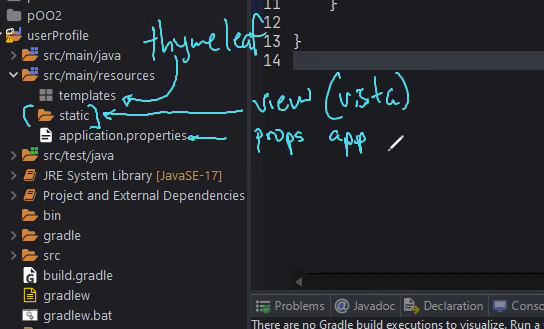 pOO2
userProfile
src/main/java
src/main/resources
templates
static
application.properties
src/test/java
JRE System Library [JavaSE-17]
Project and External Dependencies
bin
gradle
src
build.gradle
gradlew
gradlew.bat
thymeleaf
view (vista)
props app
11 }
12
13 }
14
Problems @ Javadoc Declaration Conso
There are no Gradle build executions to visualize. Run a